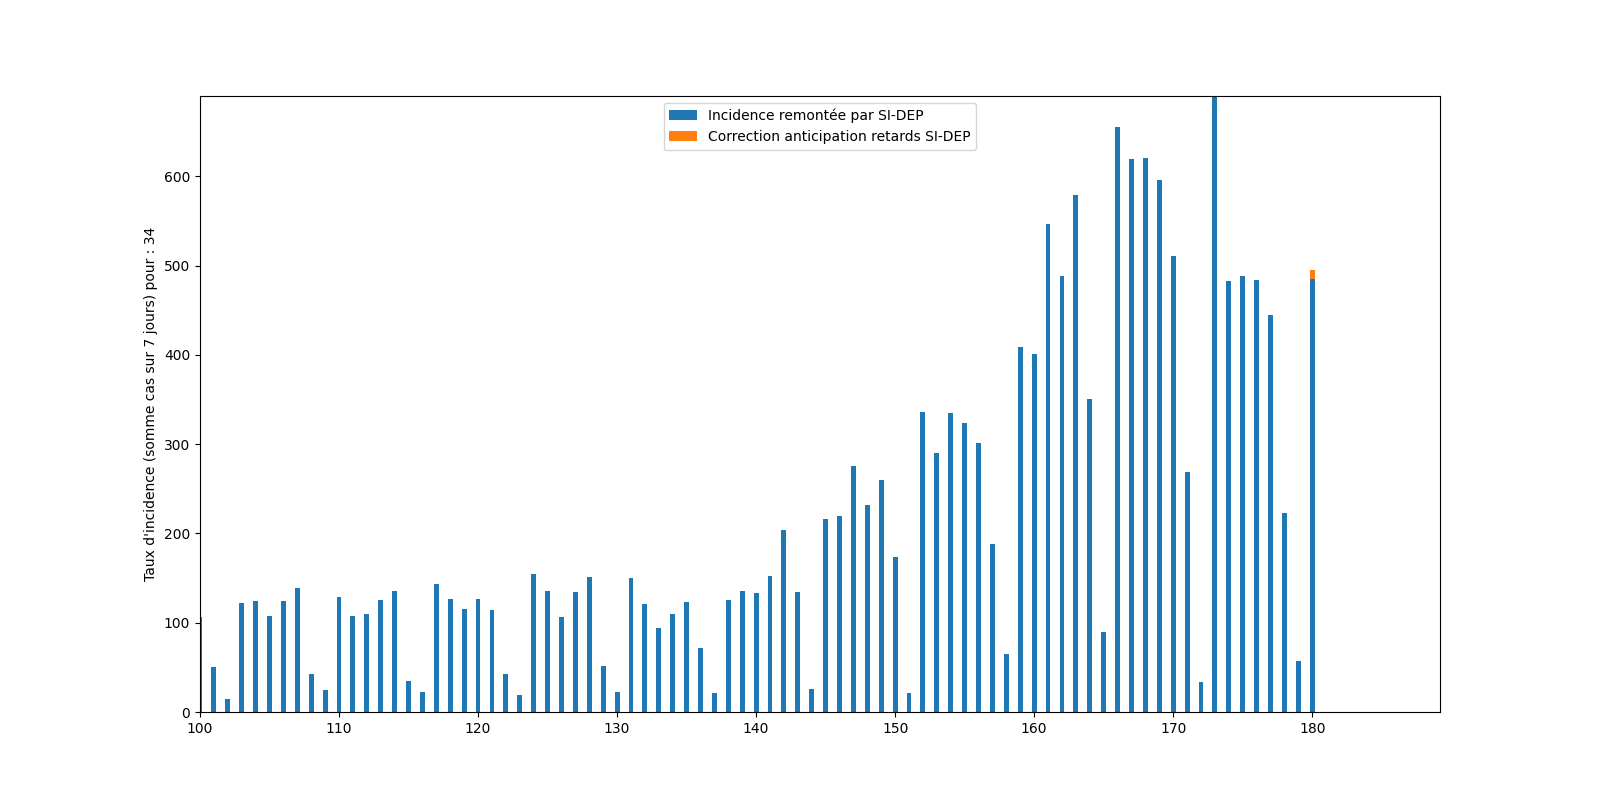 Incidence remontée par SI-DEP
Correction anticipation retards SI-DEP
Taux d'incidence (somme cas sur 7 jours) pour : 34
600
500
400
300
200
100
0
100 110 120 130 140 150 160 170 180